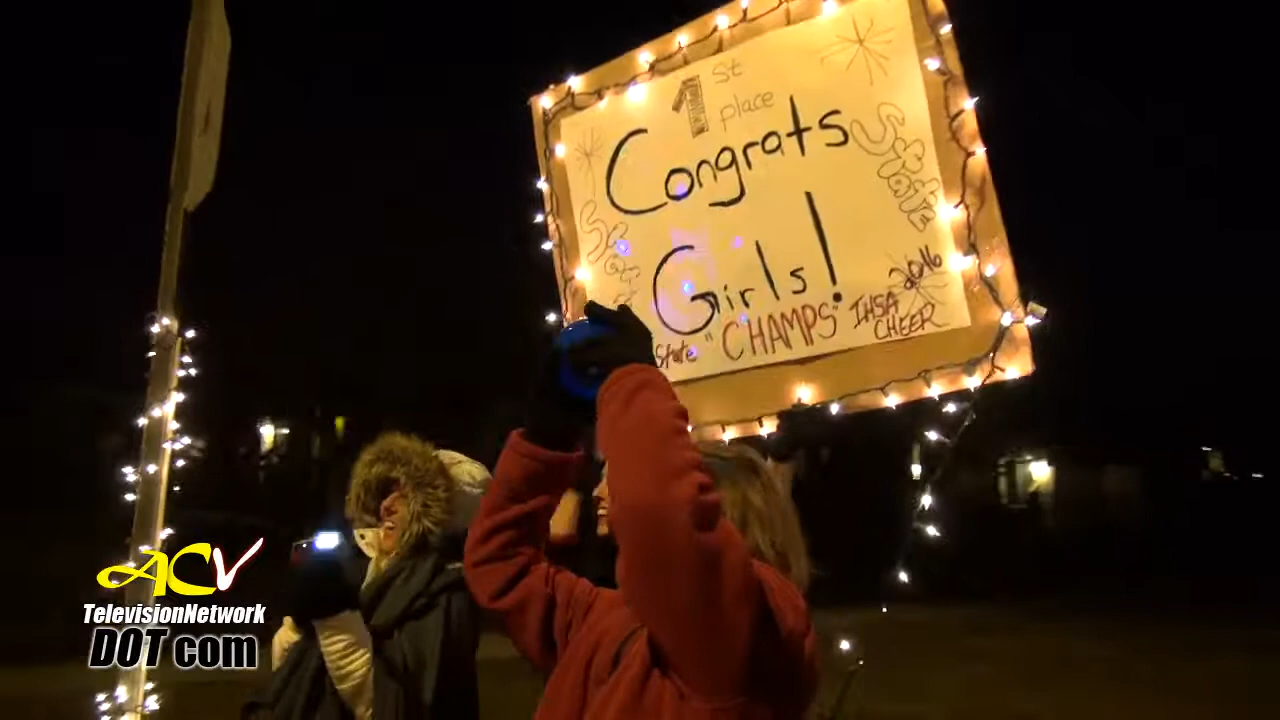 1st
place
Congrats
State
State
Girls!
State "CHAMPS"
2016
IHSA
CHEER
ACV
TelevisionNetwork
DOT com